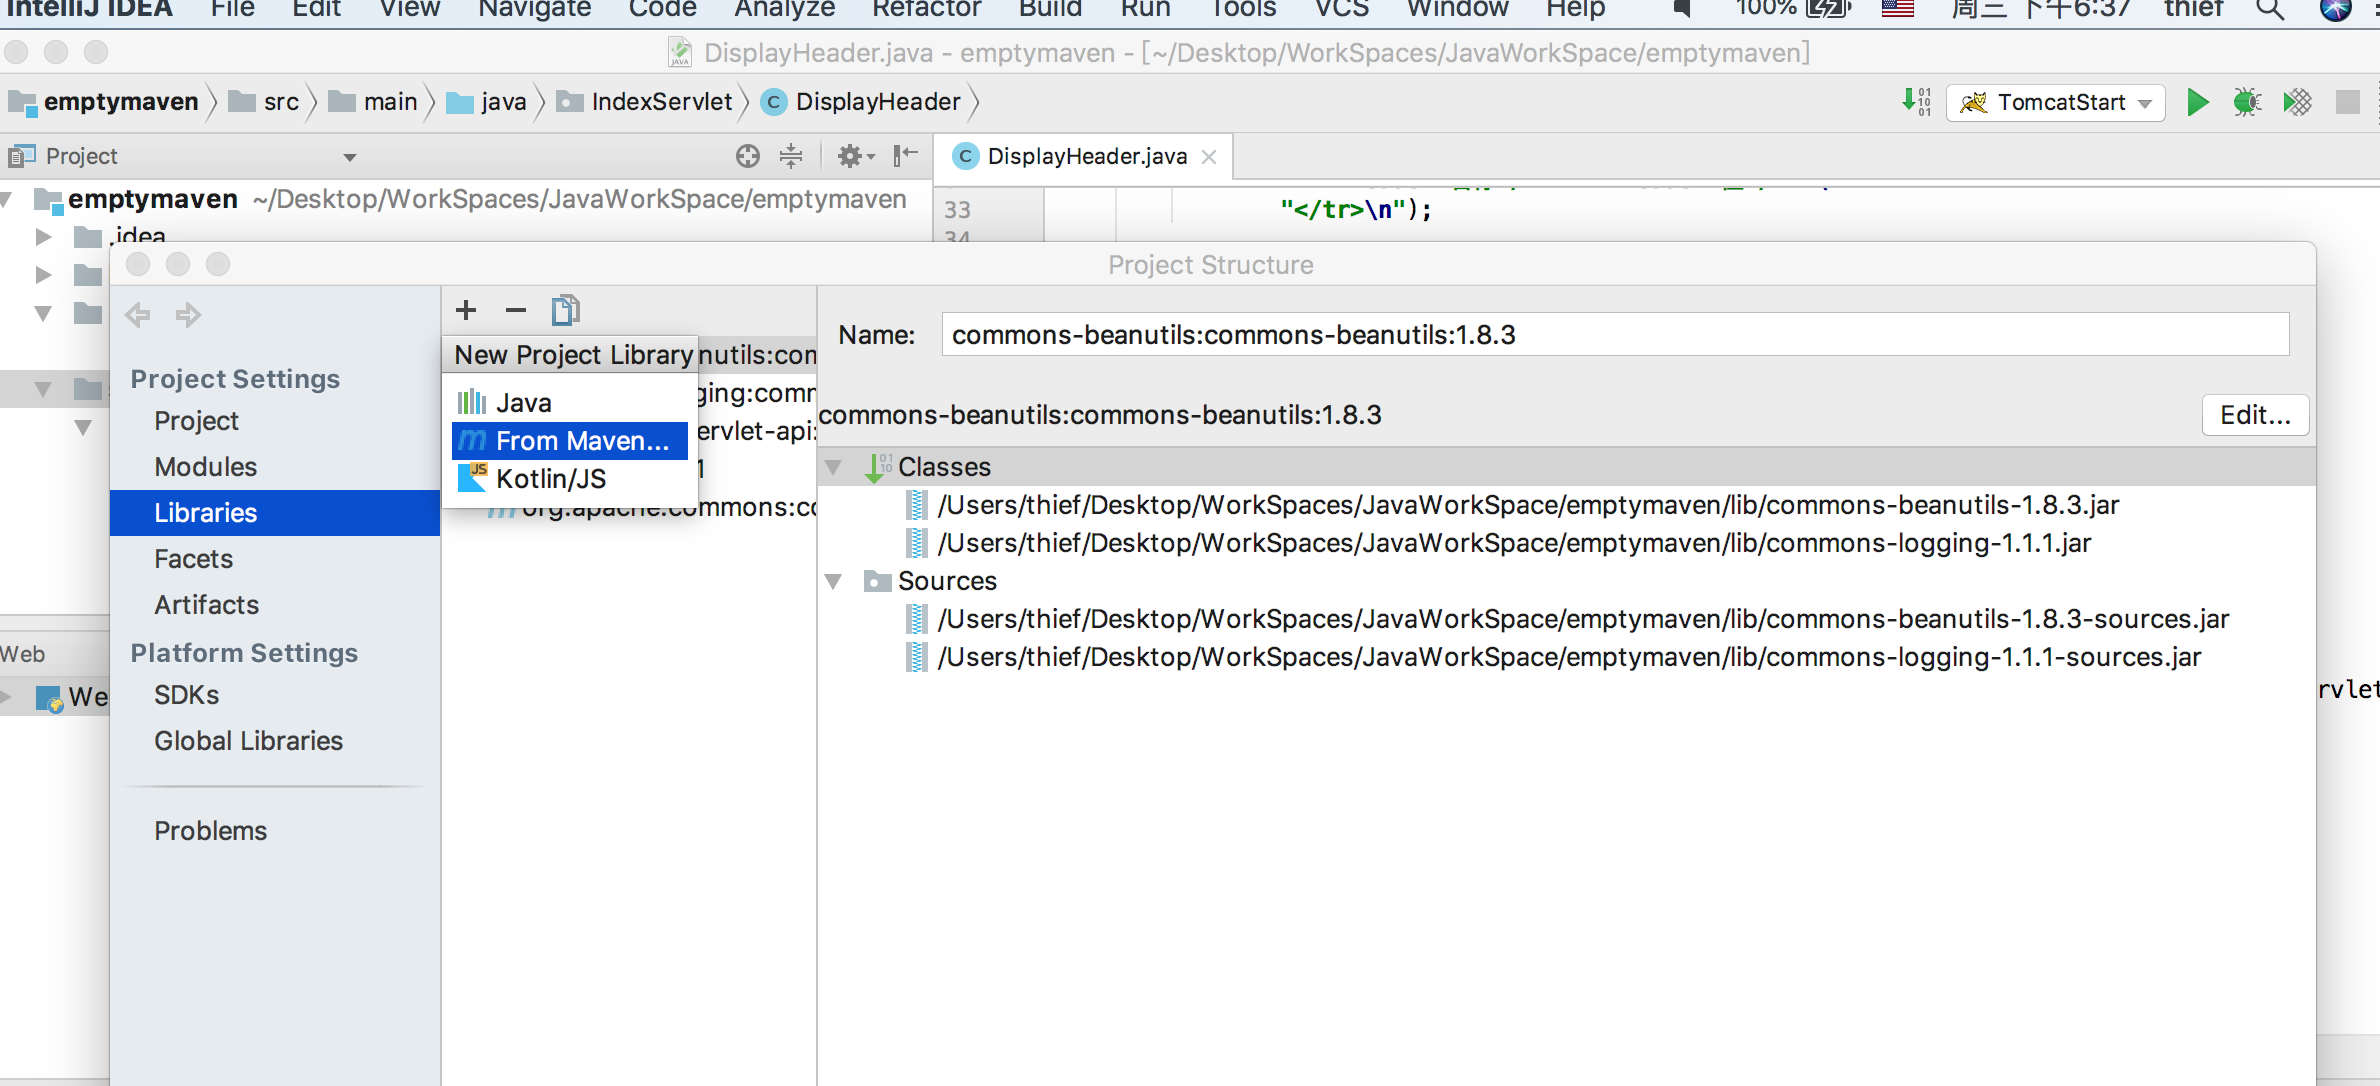 IntelliJ IDEA File Edit View Navigate Code Analyze Refactor Build Run Tools VCS Window Help 100% 周三 下午6:37 thief
DisplayHeader.java - emptymaven - [~/Desktop/WorkSpaces/JavaWorkSpace/emptymaven]
emptymaven src main java IndexServlet DisplayHeader TomcatStart
Project DisplayHeader.java
emptymaven ~/Desktop/WorkSpaces/JavaWorkSpace/emptymaven
33 "</tr>\n");
.idea 34
Project Structure
Name: commons-beanutils:commons-beanutils:1.8.3
New Project Library nutils:com
Project Settings
Java ging:comm
Project
commons-beanutils:commons-beanutils:1.8.3 Edit...
From Maven... ervlet-api:
Modules
Classes
Kotlin/JS 1
Libraries
org.apache.commons:co
/Users/thief/Desktop/WorkSpaces/JavaWorkSpace/emptymaven/lib/commons-beanutils-1.8.3.jar
/Users/thief/Desktop/WorkSpaces/JavaWorkSpace/emptymaven/lib/commons-logging-1.1.1.jar
Facets
Sources
Artifacts
/Users/thief/Desktop/WorkSpaces/JavaWorkSpace/emptymaven/lib/commons-beanutils-1.8.3-sources.jar
Platform Settings
/Users/thief/Desktop/WorkSpaces/JavaWorkSpace/emptymaven/lib/commons-logging-1.1.1-sources.jar
Web
SDKs
We
rvlet
Global Libraries
Problems